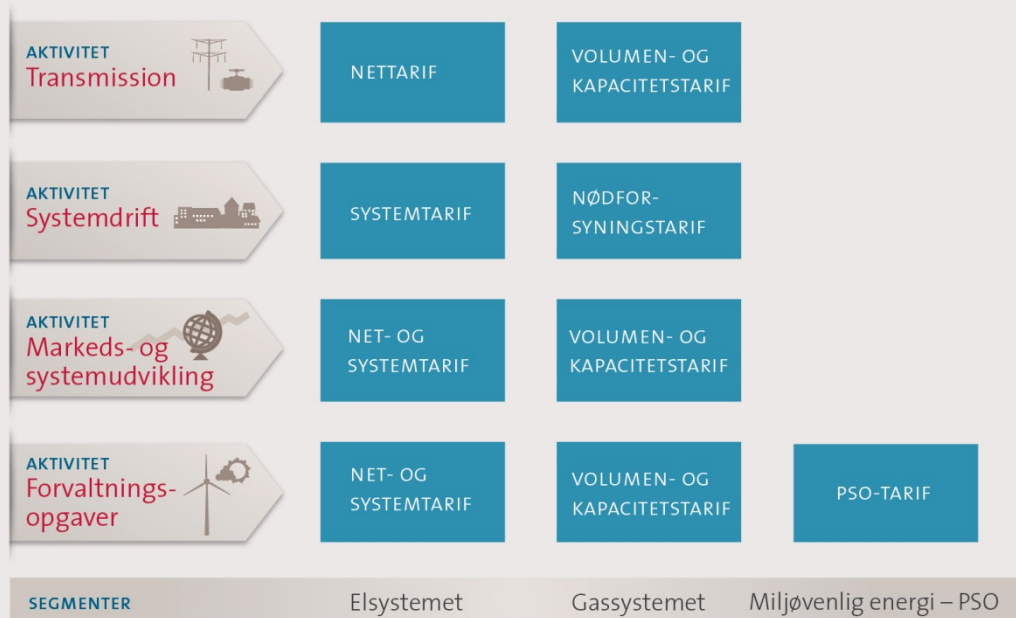 AKTIVITET
Transmission
NETTARIF
VOLUMEN- OG
KAPACITETSTARIF
AKTIVITET
Systemdrift
SYSTEMTARIF
NØDFOR-
SYNINGSTARIF
AKTIVITET
Markeds- og
systemudvikling
NET- OG
SYSTEMTARIF
VOLUMEN- OG
KAPACITETSTARIF
AKTIVITET
Forvaltnings-
opgaver
NET- OG
SYSTEMTARIF
VOLUMEN- OG
KAPACITETSTARIF
PSO-TARIF
SEGMENTER
Elsystemet
Gassystemet
Miljøvenlig energi – PSO